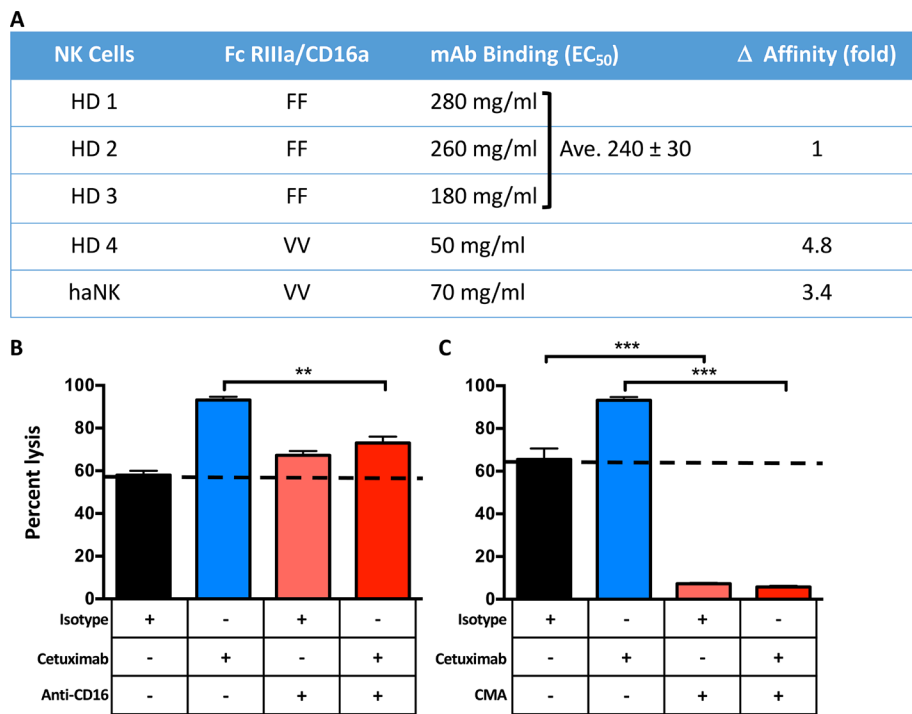 A
NK Cells Fc RIIIa/CD16a mAb Binding (EC50) Δ Affinity (fold)
HD 1 FF 280 mg/ml
HD 2 FF 260 mg/ml Ave. 240 ± 30 1
HD 3 FF 180 mg/ml
HD 4 VV 50 mg/ml 4.8
haNK VV 70 mg/ml 3.4
B
**
Percent lysis
100
80
60
40
20
0
Isotype + - + -
Cetuximab - + - +
Anti-CD16 - - + +
C
***
***
100
80
60
40
20
0
Isotype + - + -
Cetuximab - + - +
CMA - - + +